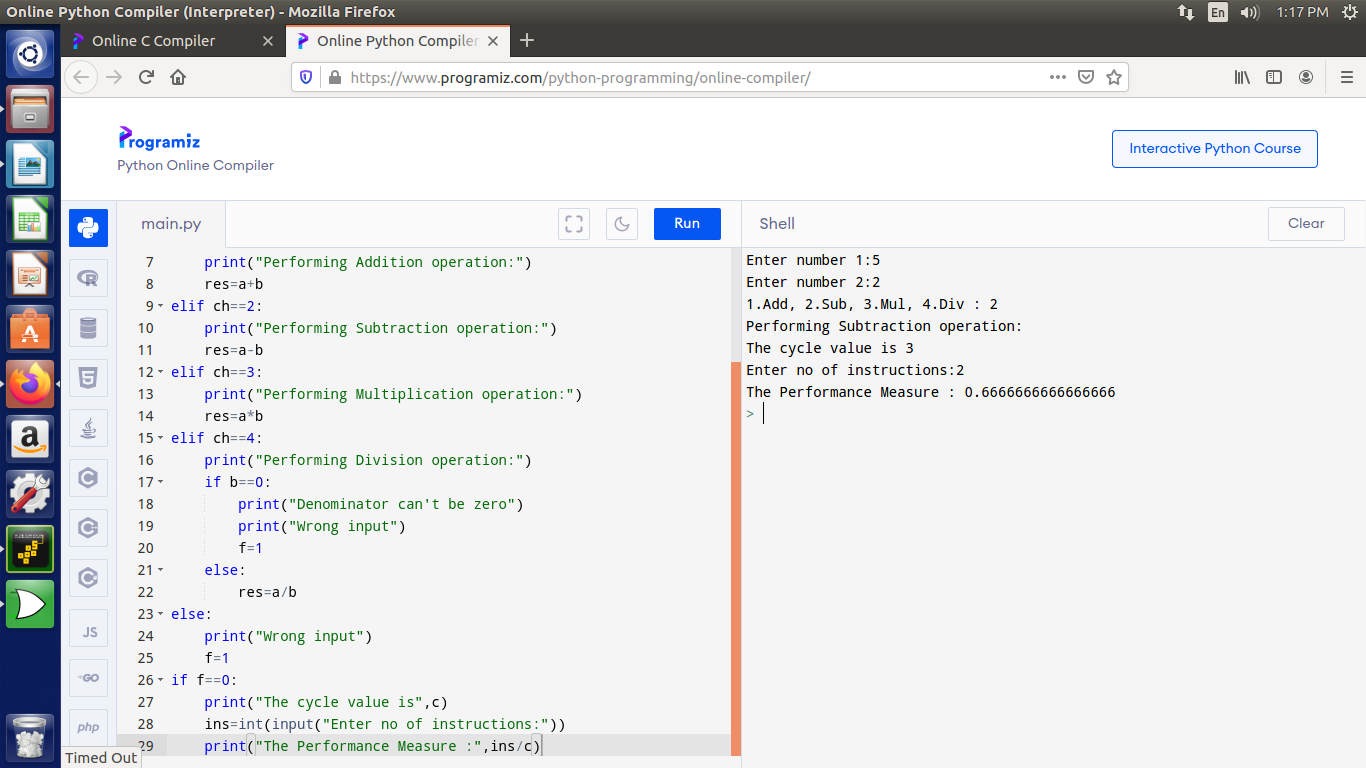 Online Python Compiler (Interpreter) - Mozilla Firefox
En
1:17 PM
Online C Compiler
Online Python Compiler
https://www.programiz.com/python-programming/online-compiler/
Programiz
Python Online Compiler
Interactive Python Course
main.py
Run
Shell
Clear
7 print("Performing Addition operation:")
8 res=a+b
9 elif ch==2:
10 print("Performing Subtraction operation:")
11 res=a-b
12 elif ch==3:
13 print("Performing Multiplication operation:")
14 res=a*b
15 elif ch==4:
16 print("Performing Division operation:")
17 if b==0:
18 print("Denominator can't be zero")
19 print("Wrong input")
20 f=1
21 else:
22 res=a/b
23 else:
24 print("Wrong input")
25 f=1
26 if f==0:
27 print("The cycle value is",c)
28 ins=int(input("Enter no of instructions:"))
29 print("The Performance Measure :",ins/c)
Enter number 1:5
Enter number 2:2
1.Add, 2.Sub, 3.Mul, 4.Div : 2
Performing Subtraction operation:
The cycle value is 3
Enter no of instructions:2
The Performance Measure : 0.6666666666666666
>
R
5
C
C
C
JS
GO
php
a
Timed Out